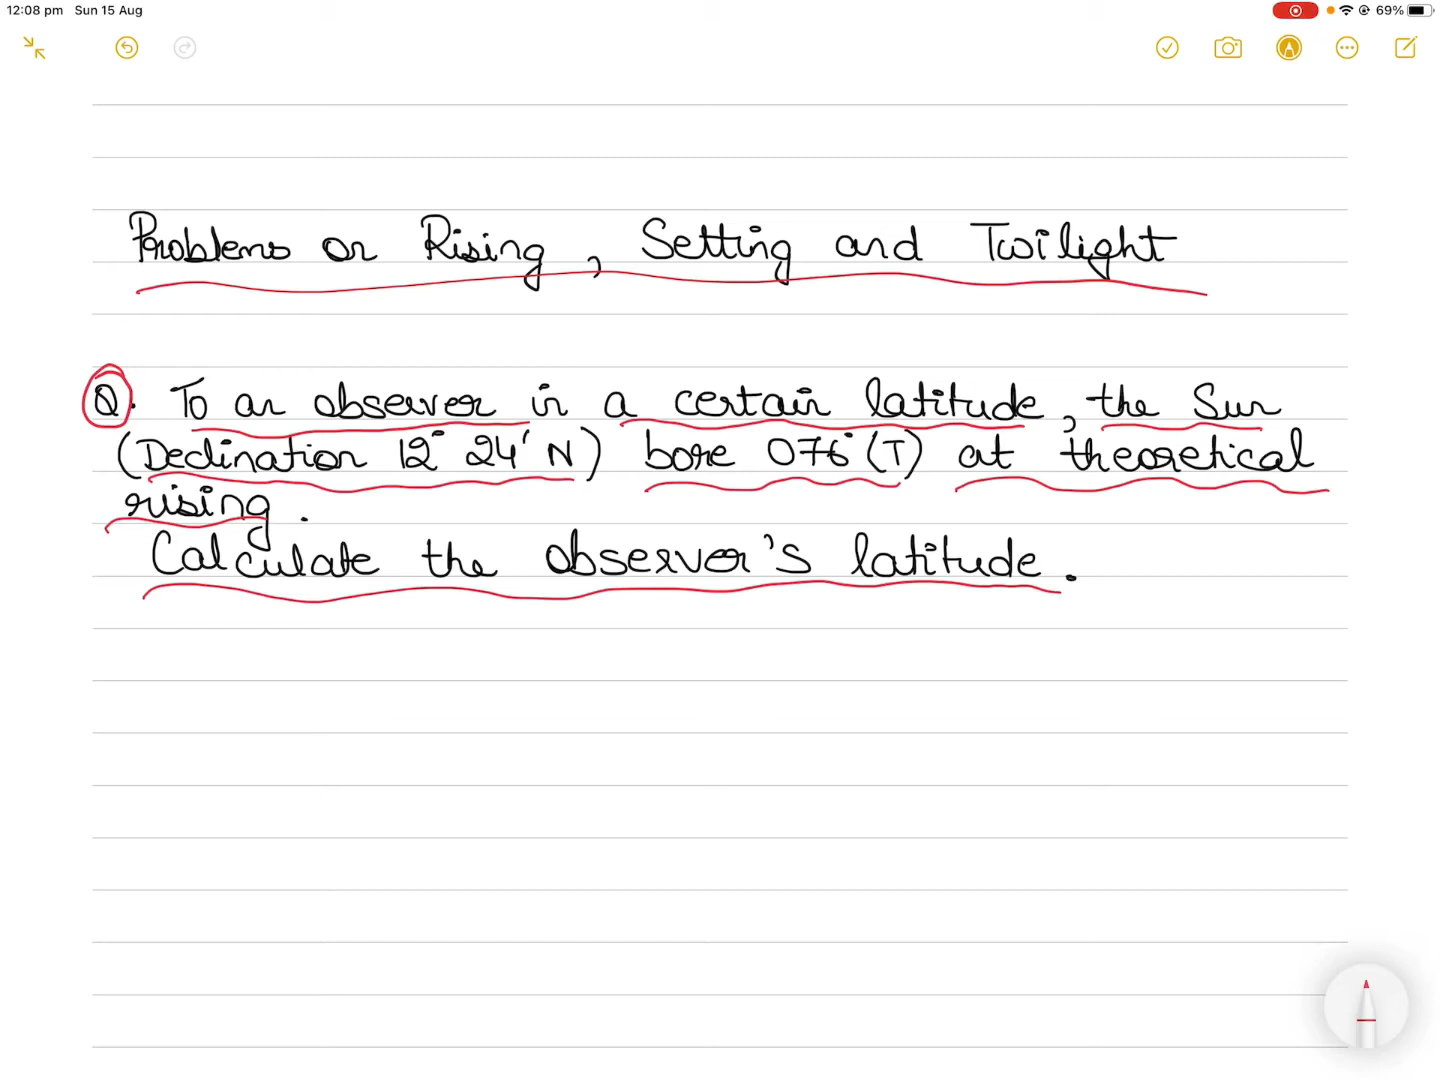 12:08 pm Sun 15 Aug 69%
Problems on Rising, Setting and Twilight
Q. To an observer in a certain latitude, the Sun
(Declination 12° 24' N) bore 076° (T) at theoretical
rising.
Calculate the observer's latitude.